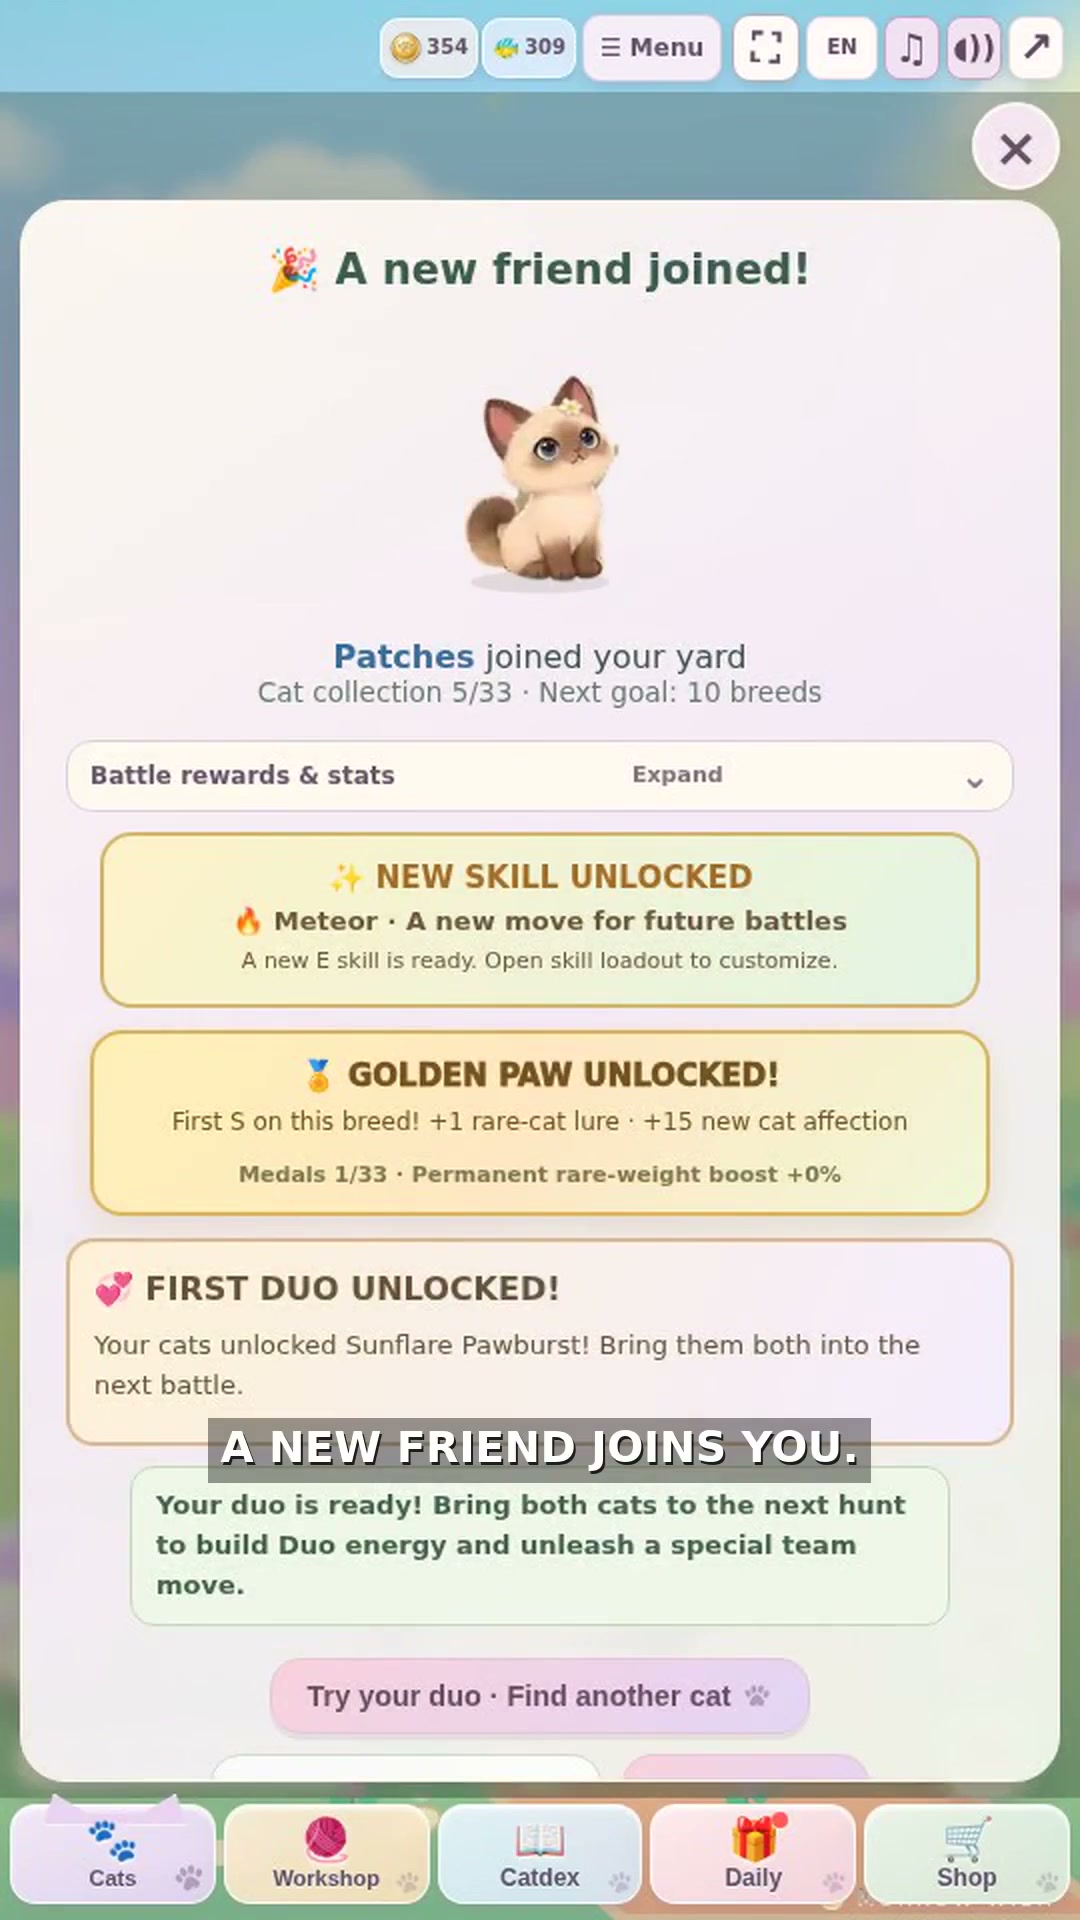 354
309
☰ Menu
EN
🎉 A new friend joined!
Patches joined your yard
Cat collection 5/33 · Next goal: 10 breeds
Battle rewards & stats
Expand
✨ NEW SKILL UNLOCKED
🔥 Meteor · A new move for future battles
A new E skill is ready. Open skill loadout to customize.
🏅 GOLDEN PAW UNLOCKED!
First S on this breed! +1 rare-cat lure · +15 new cat affection
Medals 1/33 · Permanent rare-weight boost +0%
💞 FIRST DUO UNLOCKED!
Your cats unlocked Sunflare Pawburst! Bring them both into the
next battle.
A NEW FRIEND JOINS YOU.
Your duo is ready! Bring both cats to the next hunt
to build Duo energy and unleash a special team
move.
Try your duo · Find another cat 🐾
Cats
Workshop
Catdex
Daily
Shop